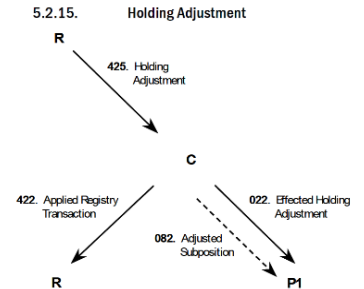 5.2.15. Holding Adjustment
R
425. Holding
Adjustment
C
422. Applied Registry
Transaction
022. Effected Holding
Adjustment
082. Adjusted
Subposition
R
P1